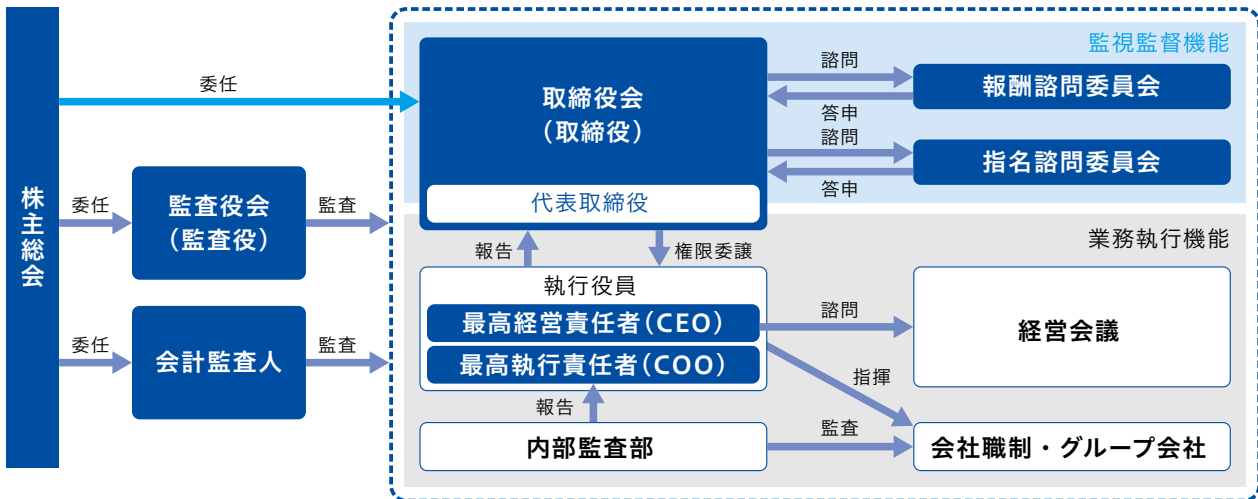 株主総会
委任
委任
監査役会
(監査役)
監査
委任
会計監査人
監査
監視監督機能
取締役会
(取締役)
代表取締役
諮問
答申
報酬諮問委員会
諮問
答申
指名諮問委員会
報告
権限委譲
業務執行機能
執行役員
最高経営責任者(CEO)
最高執行責任者(COO)
諮問
経営会議
指揮
報告
内部監査部
監査
会社職制・グループ会社